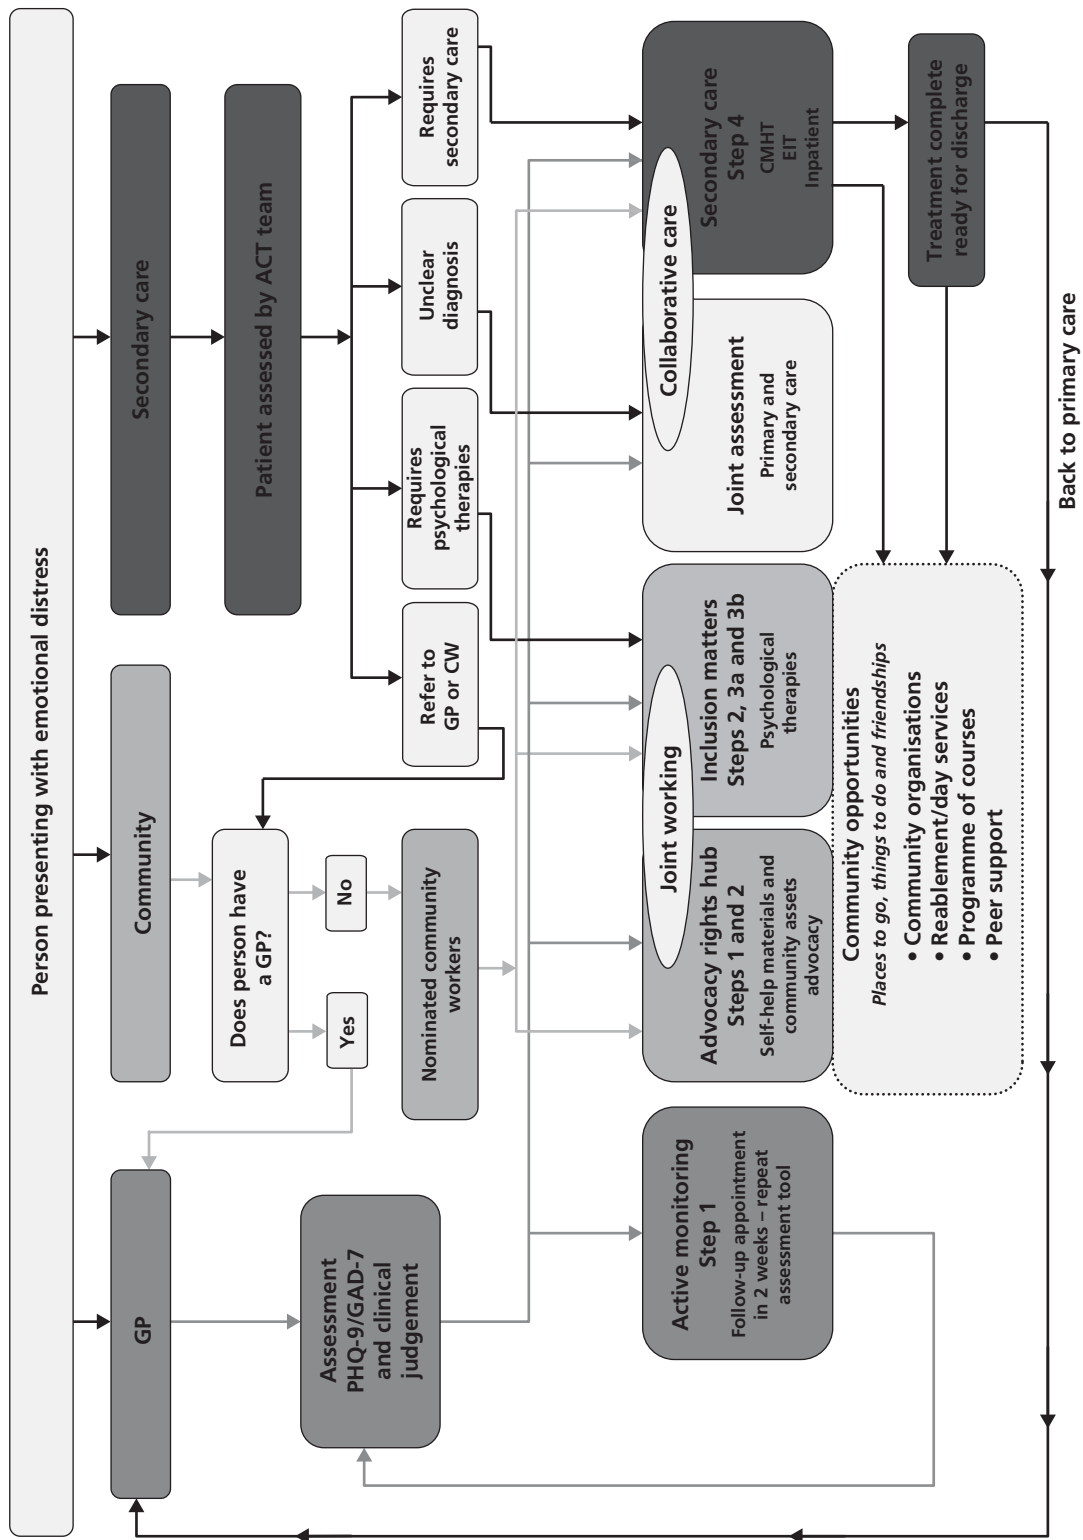 Person presenting with emotional distress
GP
Community
Secondary care
Does person have
a GP?
Patient assessed by ACT team
Yes
No
Assessment
PHQ-9/GAD-7
and clinical
judgement
Nominated community
workers
Refer to
GP or CW
Requires
psychological
therapies
Unclear
diagnosis
Requires
secondary care
Active monitoring
Step 1
Follow-up appointment
in 2 weeks – repeat
assessment tool
Joint working
Advocacy rights hub
Steps 1 and 2
Self-help materials and
community assets
advocacy
Inclusion matters
Steps 2, 3a and 3b
Psychological
therapies
Collaborative care
Joint assessment
Primary and
secondary care
Secondary care
Step 4
CMHT
EIT
Inpatient
Community opportunities
Places to go, things to do and friendships
• Community organisations
• Reablement/day services
• Programme of courses
• Peer support
Treatment complete
ready for discharge
Back to primary care